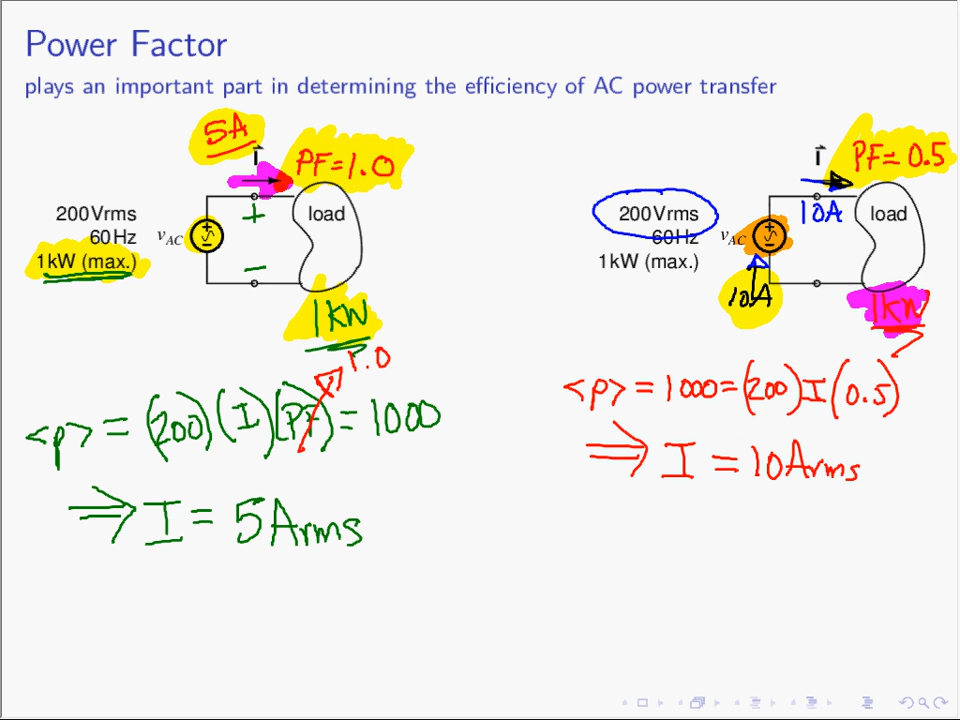 Power Factor
plays an important part in determining the efficiency of AC power transfer
5A
I
PF=1.0
200Vrms
60Hz
1kW (max.)
vAC
+
load
−
1kW
1.0
<p> = (200)(I)(PF) = 1000
⇒ I = 5Arms
I
PF=0.5
10A
200Vrms
60Hz
1kW (max.)
vAC
load
10A
1kW
<p> = 1000 = (200)I(0.5)
⇒ I = 10Arms